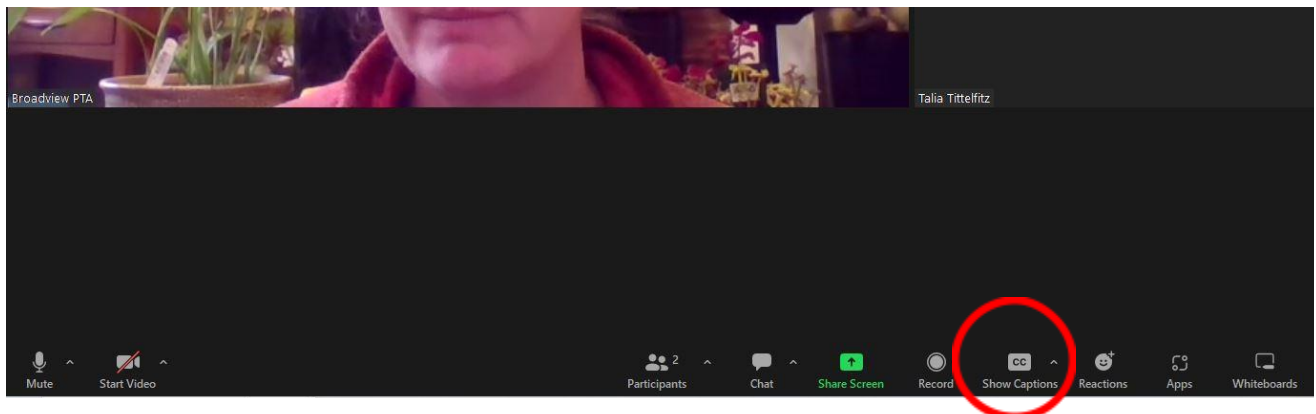 Broadview PTA
Talia Tittelfitz
2
CC
Mute
Start Video
Participants
Chat
Share Screen
Record
Show Captions
Reactions
Apps
Whiteboards